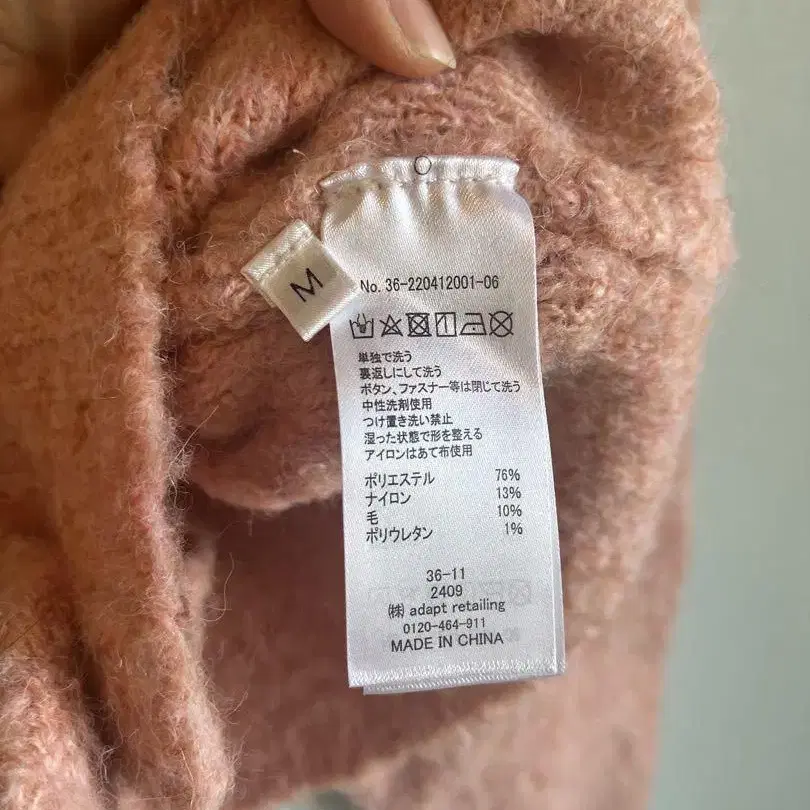 M
No. 36-220412001-06
単独で洗う
裏返しにして洗う
ボタン、ファスナー等は閉じて洗う
中性洗剤使用
つけ置き洗い禁止
湿った状態で形を整える
アイロンはあて布使用
ポリエステル 76%
ナイロン 13%
毛 10%
ポリウレタン 1%
36-11
2409
㈱ adapt retailing
0120-464-911
MADE IN CHINA